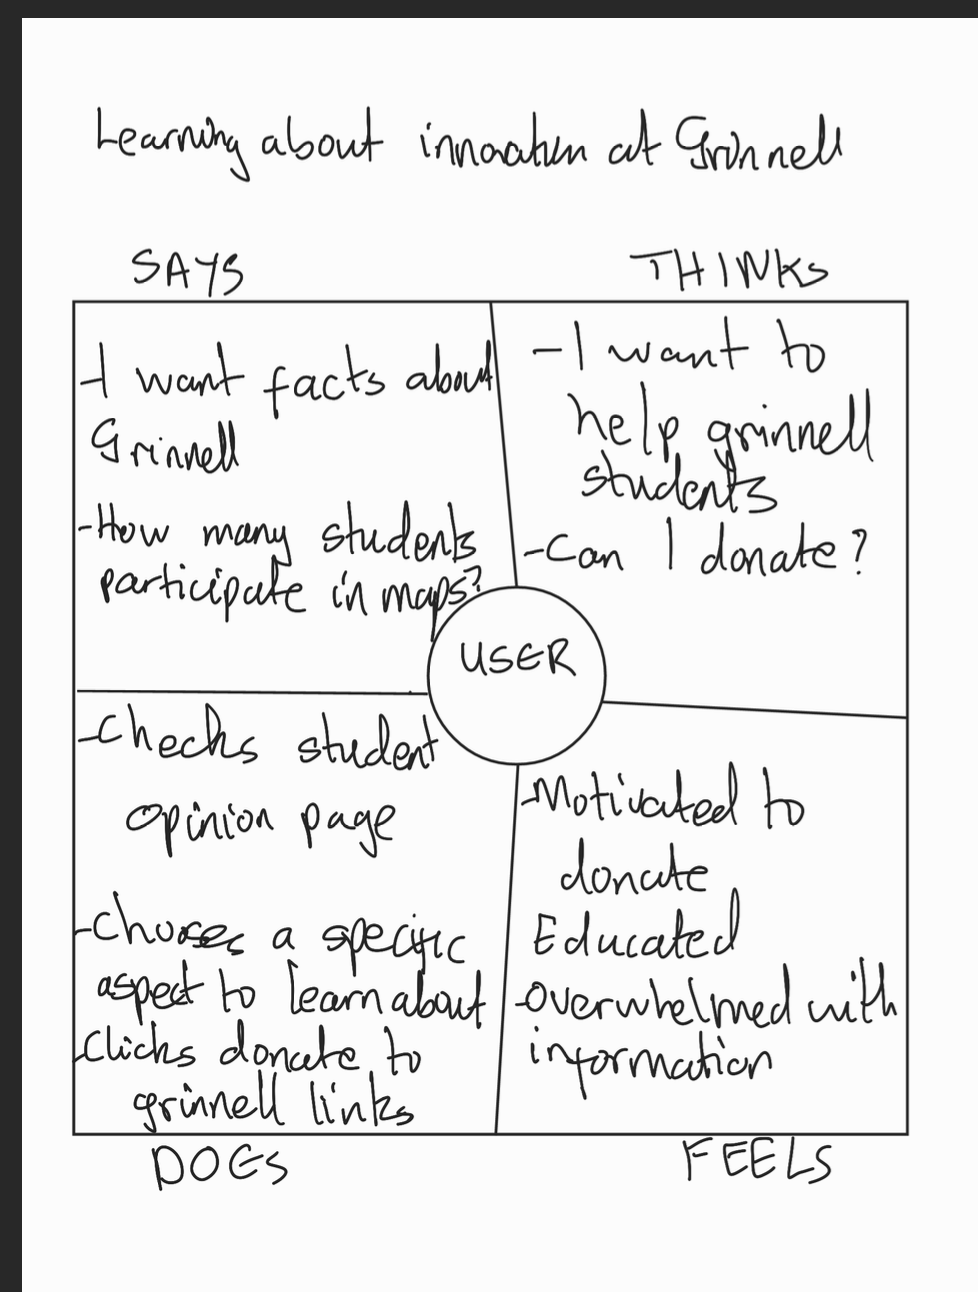 Learning about innovation at Grinnell
SAYS
THINKS
-I want facts about
Grinnell
-How many students
participate in maps?
-I want to
help grinnell
students
-Can I donate?
USER
-Checks student
opinion page
-Chooses a specific
aspect to learn about
-Clicks donate to
grinnell links
-Motivated to
donate
Educated
-Overwhelmed with
information
DOES
FEELS